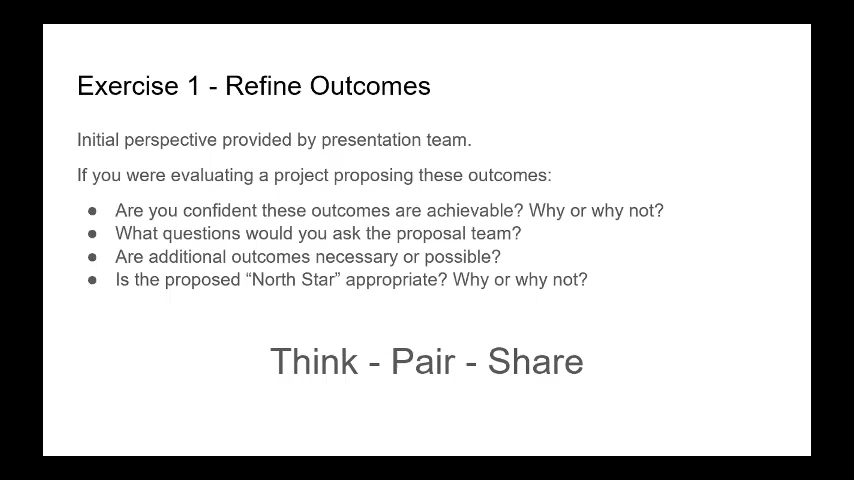 Exercise 1 - Refine Outcomes
Initial perspective provided by presentation team.
If you were evaluating a project proposing these outcomes:
● Are you confident these outcomes are achievable? Why or why not?
● What questions would you ask the proposal team?
● Are additional outcomes necessary or possible?
● Is the proposed “North Star” appropriate? Why or why not?
Think - Pair - Share